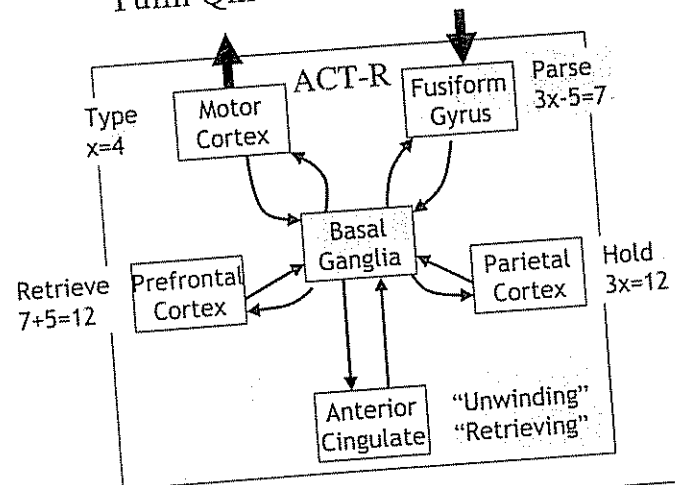 ACT-R
Type
x=4
Motor
Cortex
Fusiform
Gyrus
Parse
3x-5=7
Basal
Ganglia
Retrieve
7+5=12
Prefrontal
Cortex
Parietal
Cortex
Hold
3x=12
Anterior
Cingulate
“Unwinding”
“Retrieving”